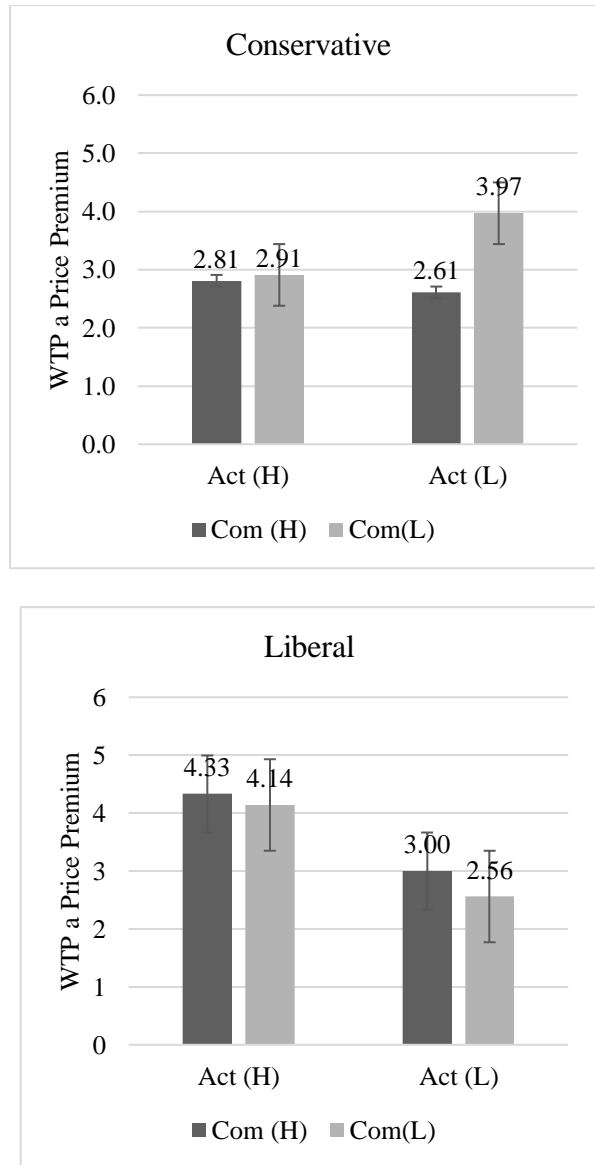 Conservative
WTP a Price Premium
6.0
5.0
4.0
3.0
2.0
1.0
0.0
2.81
2.91
2.61
3.97
Act (H)
Act (L)
Com (H)
Com(L)
Liberal
WTP a Price Premium
6
5
4
3
2
1
0
4.33
4.14
3.00
2.56
Act (H)
Act (L)
Com (H)
Com(L)